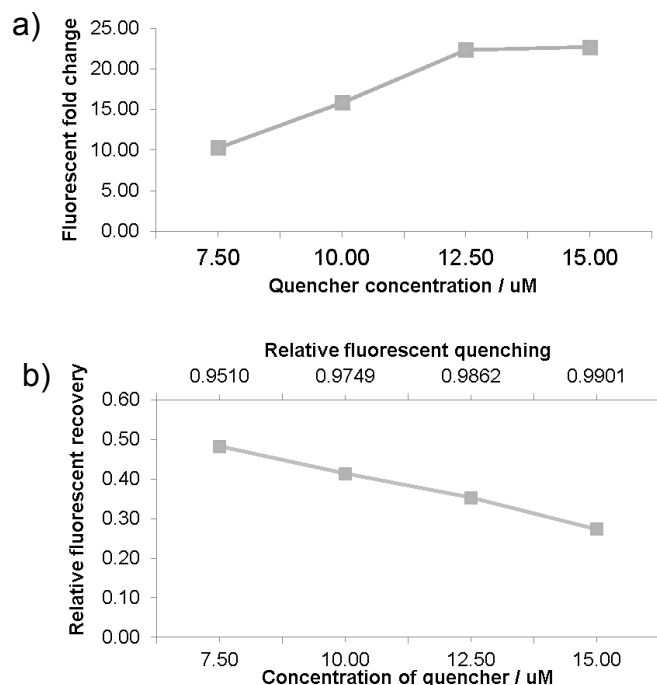 a)
Fluorescent fold change
25.00
20.00
15.00
10.00
5.00
0.00
7.50 10.00 12.50 15.00
Quencher concentration / uM
b)
Relative fluorescent quenching
0.9510 0.9749 0.9862 0.9901
Relative fluorescent recovery
0.60
0.50
0.40
0.30
0.20
0.10
0.00
7.50 10.00 12.50 15.00
Concentration of quencher / uM